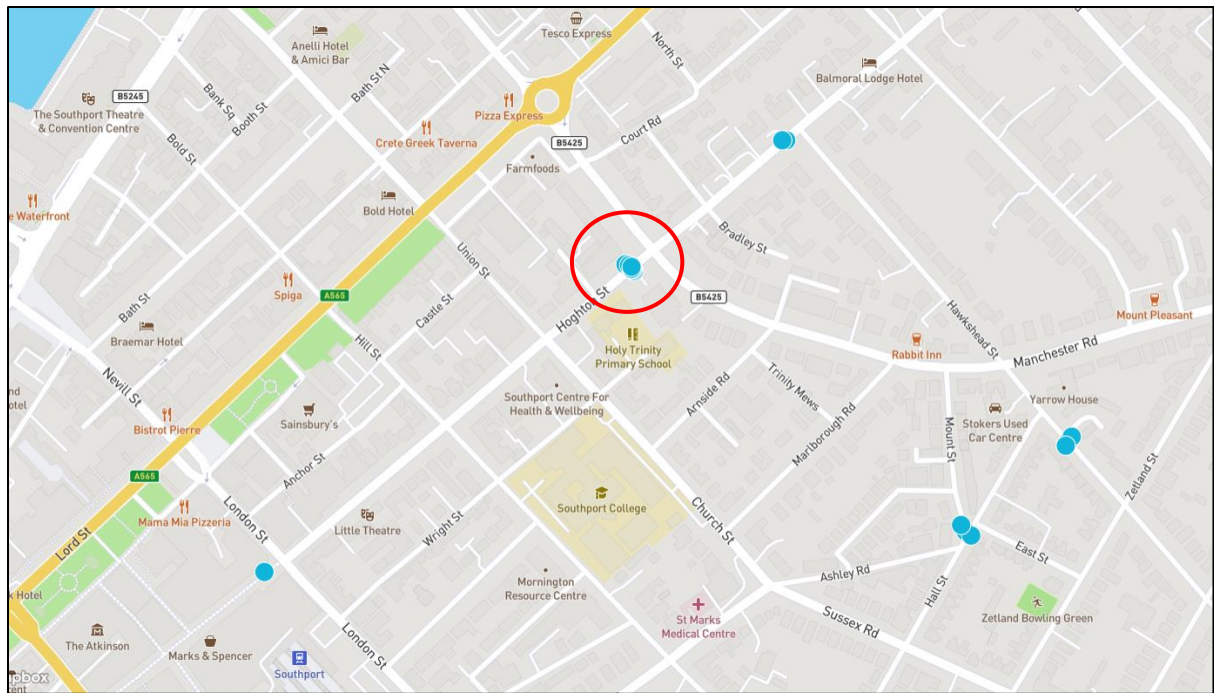 Tesco Express
Anelli Hotel
& Amici Bar
North St
Balmoral Lodge Hotel
Bath St N
B5245
Bank Sq
Booth St
The Southport Theatre
& Convention Centre
Pizza Express
Court Rd
Crete Greek Taverna
B5425
Bold St
Farmfoods
e Waterfront
Bold Hotel
Bradley St
Union St
Spiga
A565
Bath St
Castle St
Hoghton St
B5425
Hawkshead St
Mount Pleasant
Braemar Hotel
Hill St
Holy Trinity
Primary School
Rabbit Inn
Manchester Rd
Nevill St
nd
otel
Southport Centre For
Health & Wellbeing
Arnside Rd
Trinity Mews
Yarrow House
Bistrot Pierre
Sainsbury's
Marlborough Rd
Mount St
Stokers Used
Car Centre
A565
Anchor St
Zetland St
London St
Southport College
Mama Mia Pizzeria
Little Theatre
Wright St
Church St
Lord St
East St
Ashley Rd
k Hotel
Mornington
Resource Centre
Hall St
St Marks
Medical Centre
Sussex Rd
Zetland Bowling Green
The Atkinson
Marks & Spencer
London St
Southport
pbox
ent